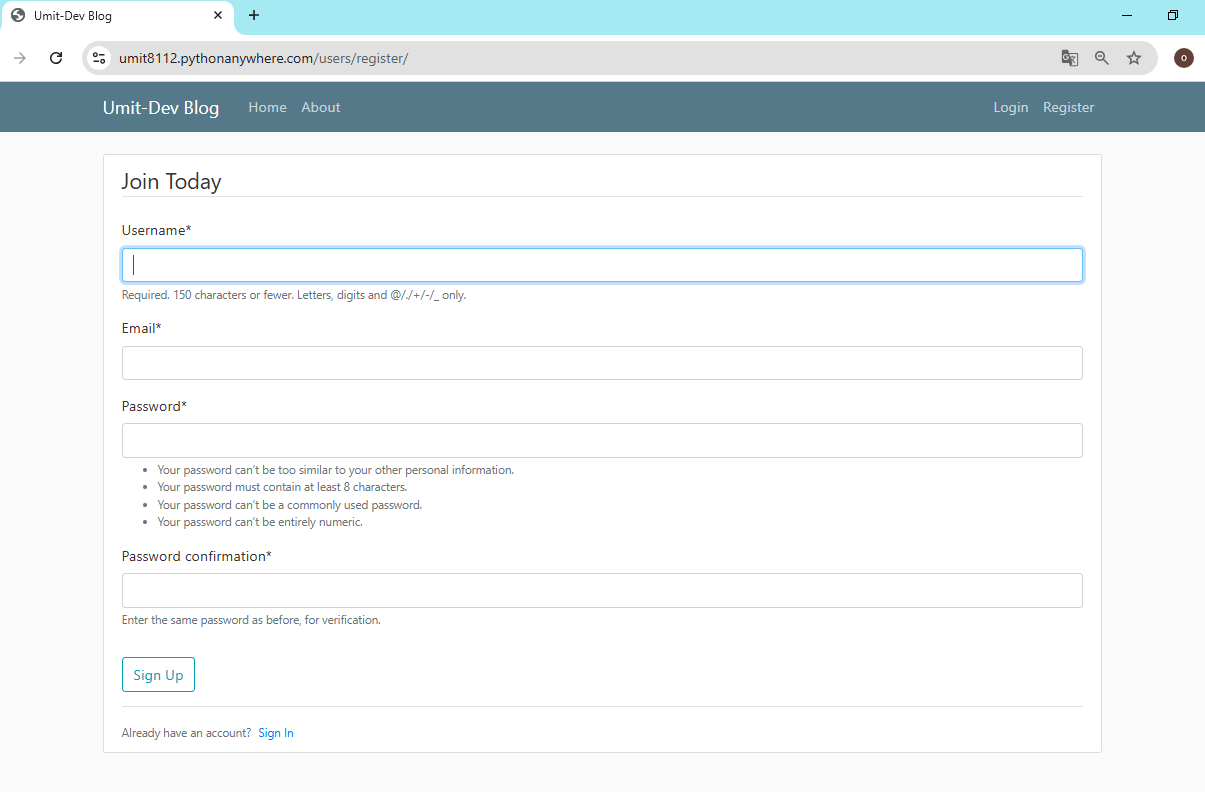 Umit-Dev Blog
umit8112.pythonanywhere.com/users/register/
O
Umit-Dev Blog Home About Login Register
Join Today
Username*
Required. 150 characters or fewer. Letters, digits and @/./+/-/_ only.
Email*
Password*
• Your password can't be too similar to your other personal information.
• Your password must contain at least 8 characters.
• Your password can't be a commonly used password.
• Your password can't be entirely numeric.
Password confirmation*
Enter the same password as before, for verification.
Sign Up
Already have an account? Sign In